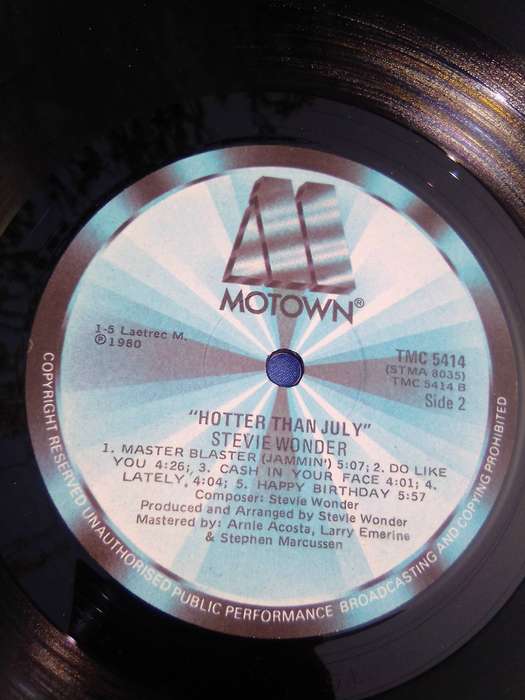 MOTOWN®
1-5 Laetrec M.
℗1980
TMC 5414
(STMA 8035)
TMC 5414 B
Side 2
"HOTTER THAN JULY"
STEVIE WONDER
1. MASTER BLASTER (JAMMIN') 5:07; 2. DO LIKE
YOU 4:26;, 3. CASH IN YOUR FACE 4:01; 4.
LATELY, 4:04; 5. HAPPY BIRTHDAY 5:57
Composer: Stevie Wonder
Produced and Arranged by Stevie Wonder
Mastered by: Arnie Acosta, Larry Emerine
& Stephen Marcussen
COPYRIGHT RESERVED UNAUTHORISED PUBLIC PERFORMANCE BROADCASTING AND COPYING PROHIBITED